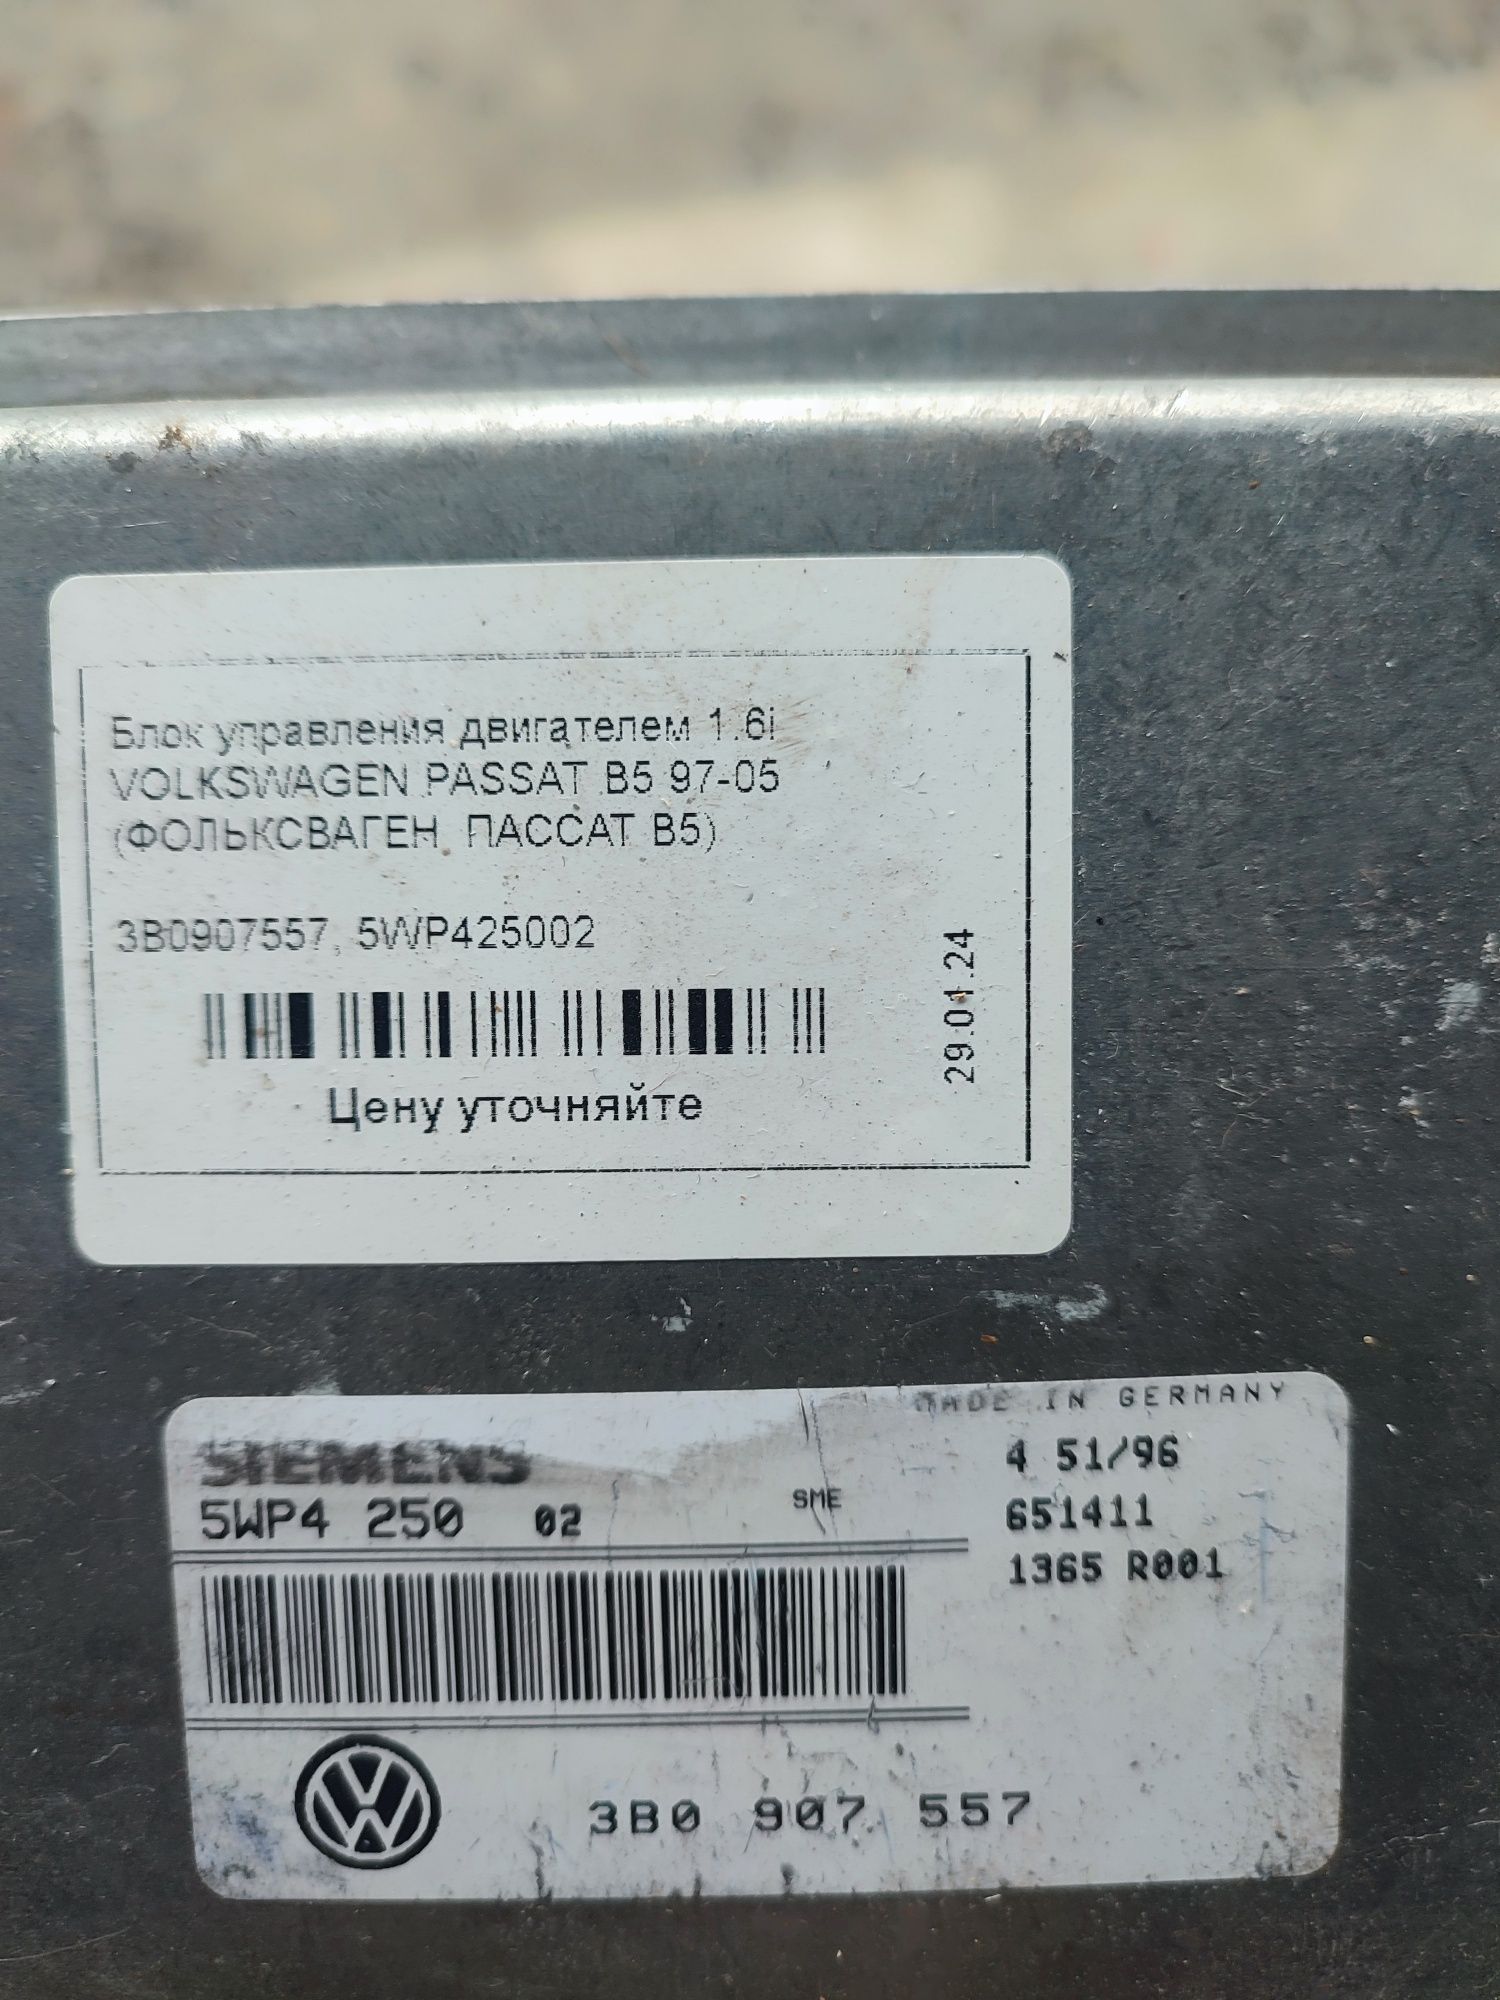 Блок управления двигателем 1.6i
VOLKSWAGEN PASSAT B5 97-05
(ФОЛЬКСВАГЕН ПАССАТ B5)
3B0907557, 5WP425002
29.01.24
Цену уточняйте
MADE IN GERMANY
SIEMENS
4 51/96
5WP4 250 02
SME
651411
1365 R001
3B0 907 557